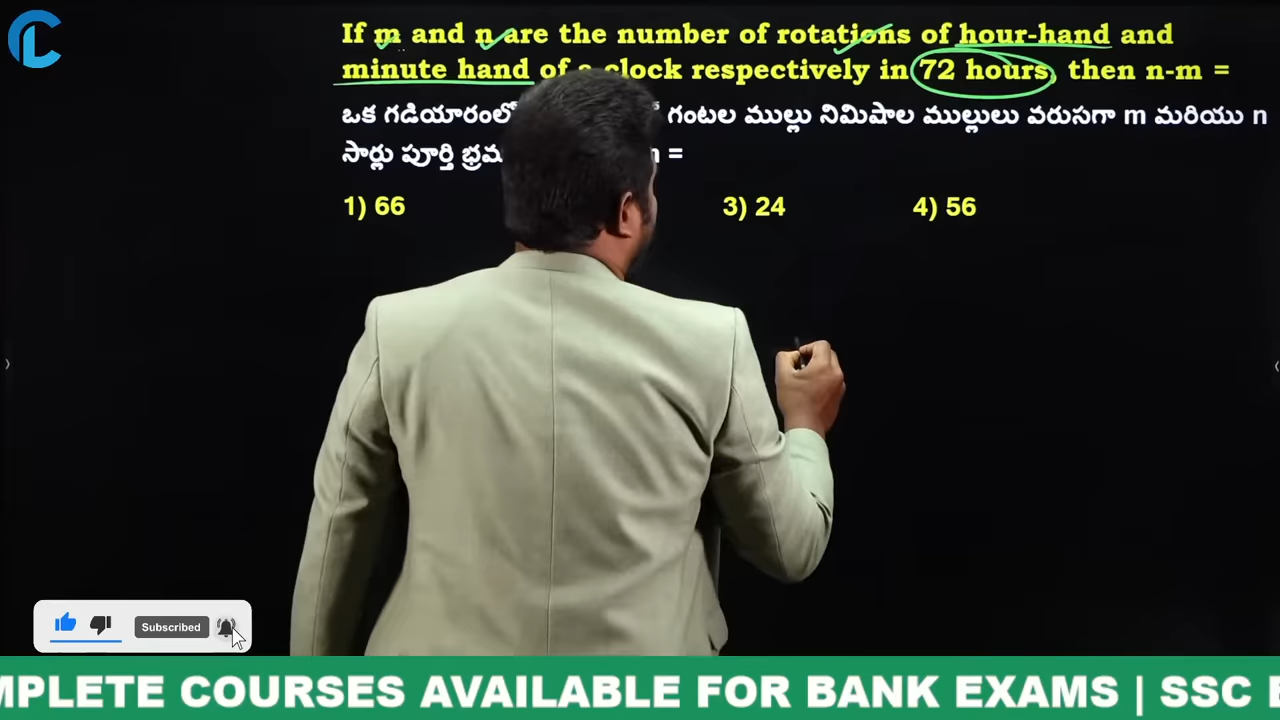 If m and n are the number of rotations of hour-hand and
minute hand of a clock respectively in 72 hours, then n-m =
ఒక గడియారంలో గంటల ముల్లు నిమిషాల ముల్లులు వరుసగా m మరియు n
సార్లు పూర్తి =
1) 66 3) 24 4) 56
CL
Subscribed
COURSES AVAILABLE FOR BANK EXAMS | SSC